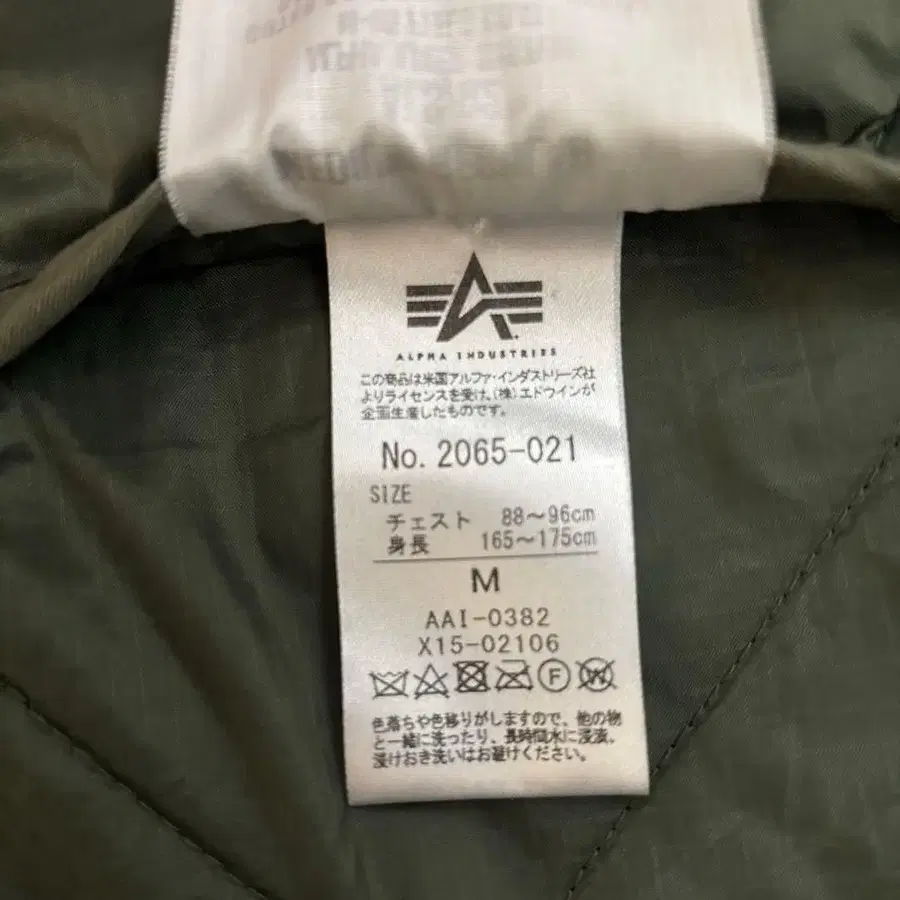 ALPHA INDUSTRIES
この商品は米国アルファ・インダストリーズ社
よりライセンスを受け、(株)エドウインが
企画生産したものです。
No. 2065-021
SIZE
チェスト 88～96cm
身長 165～175cm
M
AAI-0382
X15-02106
F W
色落ちや色移りがしますので、他の物
と一緒に洗ったり、長時間水に浸漬、
浸けおき洗いはお避けください。